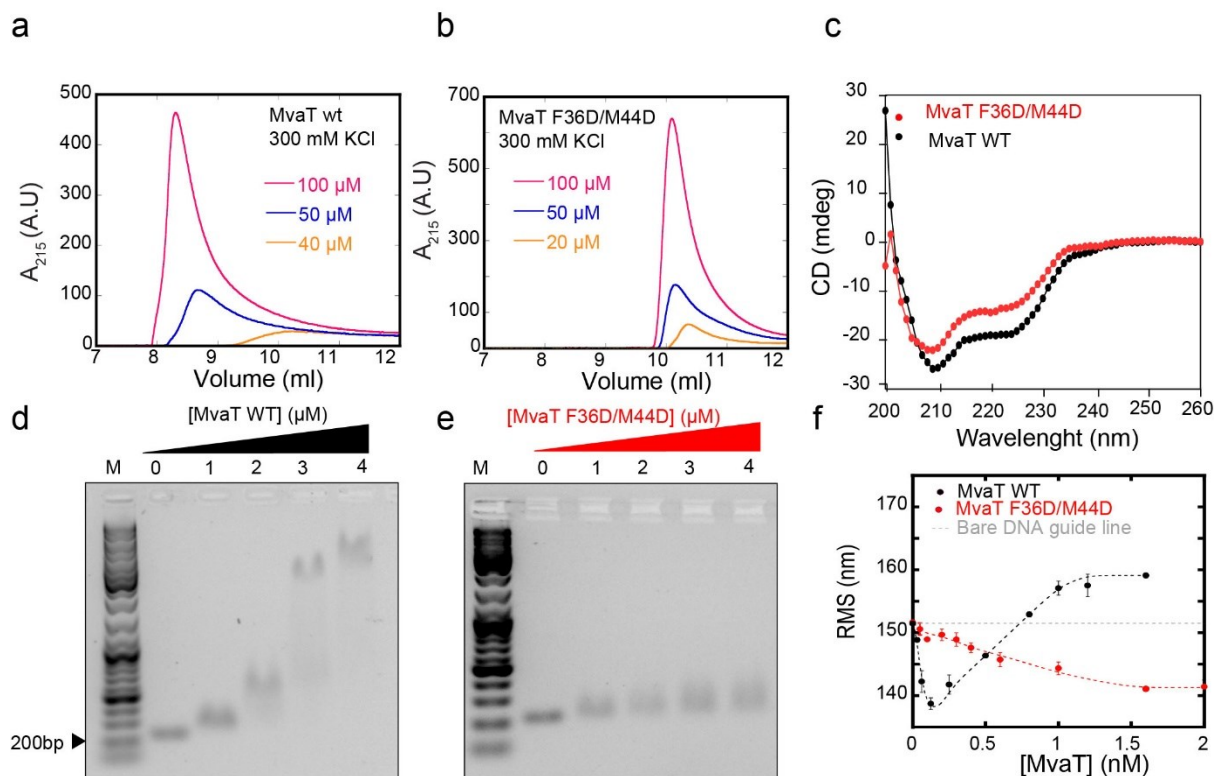 a
b
c
MvaT wt
300 mM KCl
100 µM
50 µM
40 µM
500
400
300
200
100
0
A215 (A.U)
7 8 9 10 11 12
Volume (ml)
MvaT F36D/M44D
300 mM KCl
100 µM
50 µM
20 µM
700
600
300
200
0
A215 (A.U)
7 8 9 10 11 12
Volume (ml)
MvaT F36D/M44D
MvaT WT
30
20
10
0
-10
-20
-30
CD (mdeg)
200 210 220 230 240 250 260
Wavelenght (nm)
d
[MvaT WT] (µM)
M 0 1 2 3 4
200bp
e
[MvaT F36D/M44D] (µM)
M 0 1 2 3 4
f
MvaT WT
MvaT F36D/M44D
Bare DNA guide line
170
160
150
140
RMS (nm)
0 0.5 1 1.5 2
[MvaT] (nM)